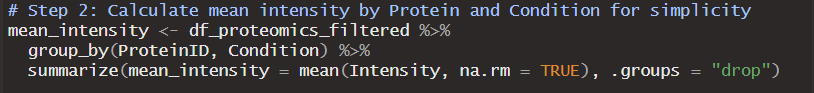 # Step 2: Calculate mean intensity by Protein and Condition for simplicity
mean_intensity <- df_proteomics_filtered %>%
  group_by(ProteinID, Condition) %>%
  summarize(mean_intensity = mean(Intensity, na.rm = TRUE), .groups = "drop")